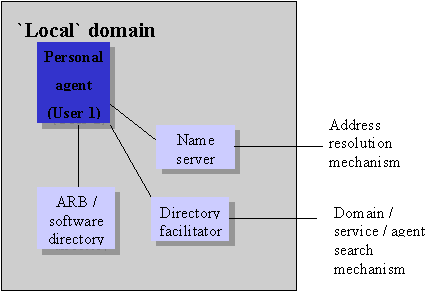 `Local` domain
Personal
agent
(User 1)
Name
server
Address
resolution
mechanism
ARB /
software
directory
Directory
facilitator
Domain /
service / agent
search
mechanism